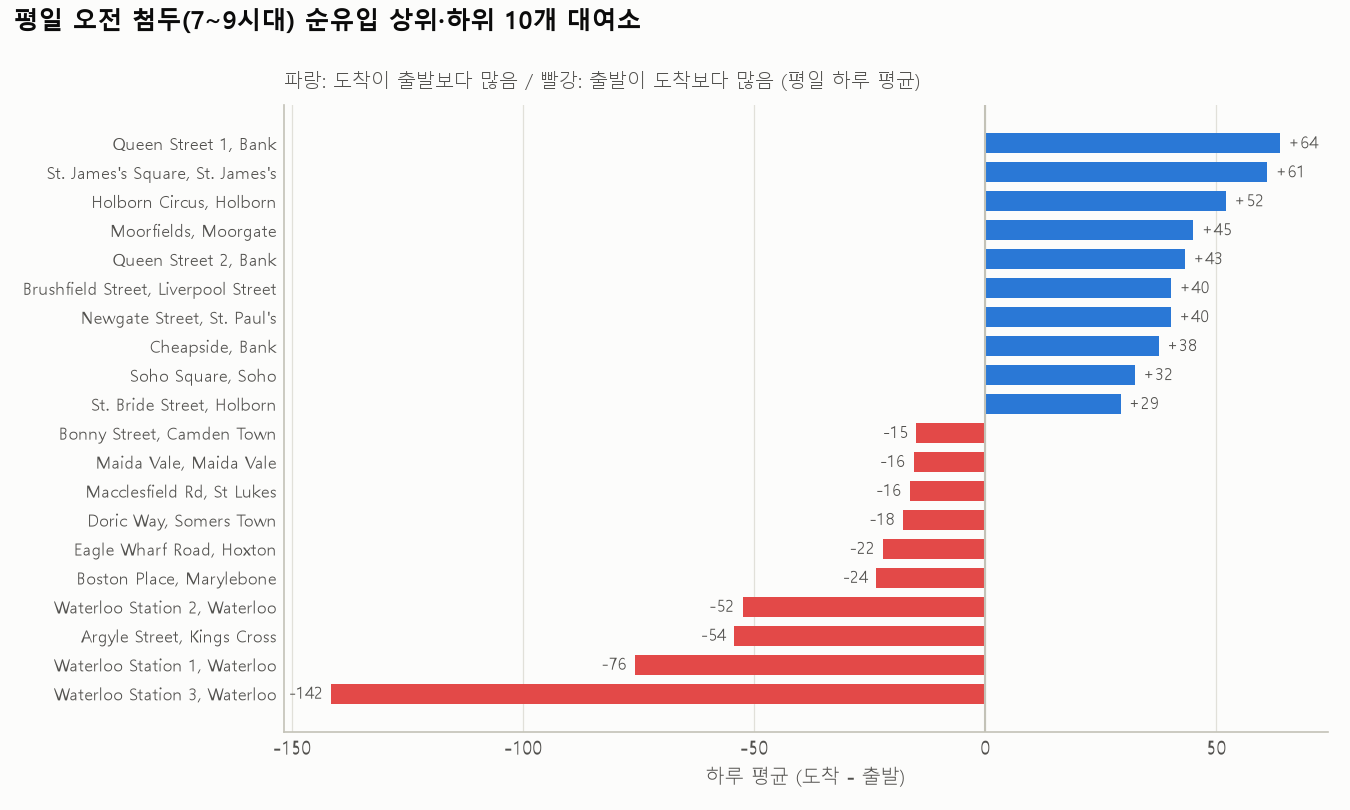 평일 오전 첨두(7~9시대) 순유입 상위·하위 10개 대여소
파랑: 도착이 출발보다 많음 / 빨강: 출발이 도착보다 많음 (평일 하루 평균)
Queen Street 1, Bank +64
St. James's Square, St. James's +61
Holborn Circus, Holborn +52
Moorfields, Moorgate +45
Queen Street 2, Bank +43
Brushfield Street, Liverpool Street +40
Newgate Street, St. Paul's +40
Cheapside, Bank +38
Soho Square, Soho +32
St. Bride Street, Holborn +29
Bonny Street, Camden Town -15
Maida Vale, Maida Vale -16
Macclesfield Rd, St Lukes -16
Doric Way, Somers Town -18
Eagle Wharf Road, Hoxton -22
Boston Place, Marylebone -24
Waterloo Station 2, Waterloo -52
Argyle Street, Kings Cross -54
Waterloo Station 1, Waterloo -76
Waterloo Station 3, Waterloo -142
-150 -100 -50 0 50
하루 평균 (도착 - 출발)